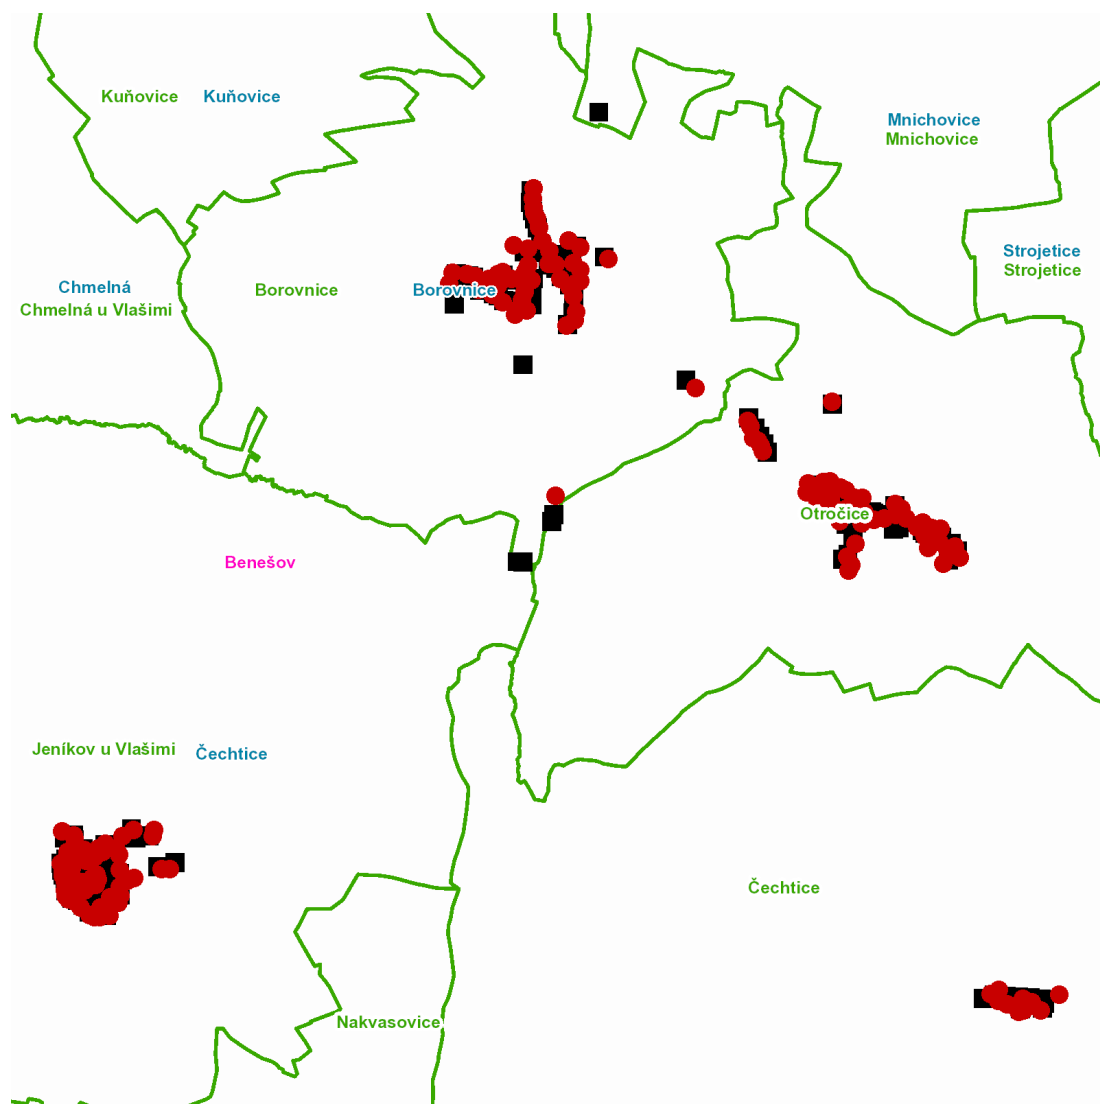 Kuňovice Kuňovice
Mnichovice
Mnichovice
Strojetice
Strojetice
Chmelná
Chmelná u Vlašimi
Borovnice
Borovnice
Otročice
Benešov
Jeníkov u Vlašimi
Čechtice
Čechtice
Nakvasovice